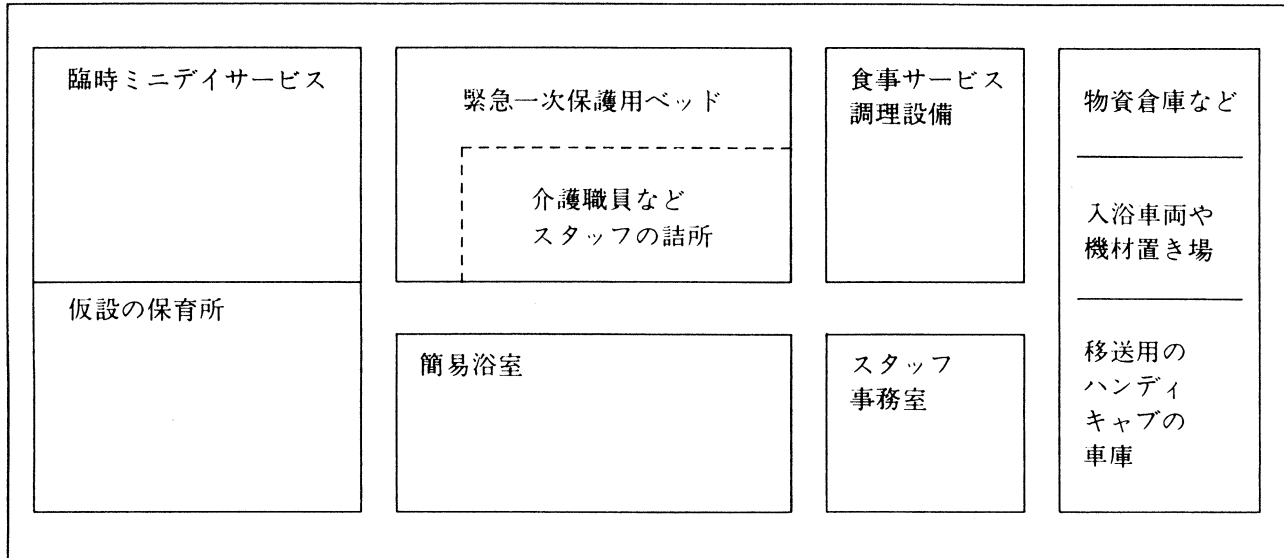 臨時ミニデイサービス
仮設の保育所
緊急一次保護用ベッド
介護職員など
スタッフの詰所
簡易浴室
食事サービス
調理設備
スタッフ
事務室
物資倉庫など
入浴車両や
機材置き場
移送用の
ハンディ
キャブの
車庫